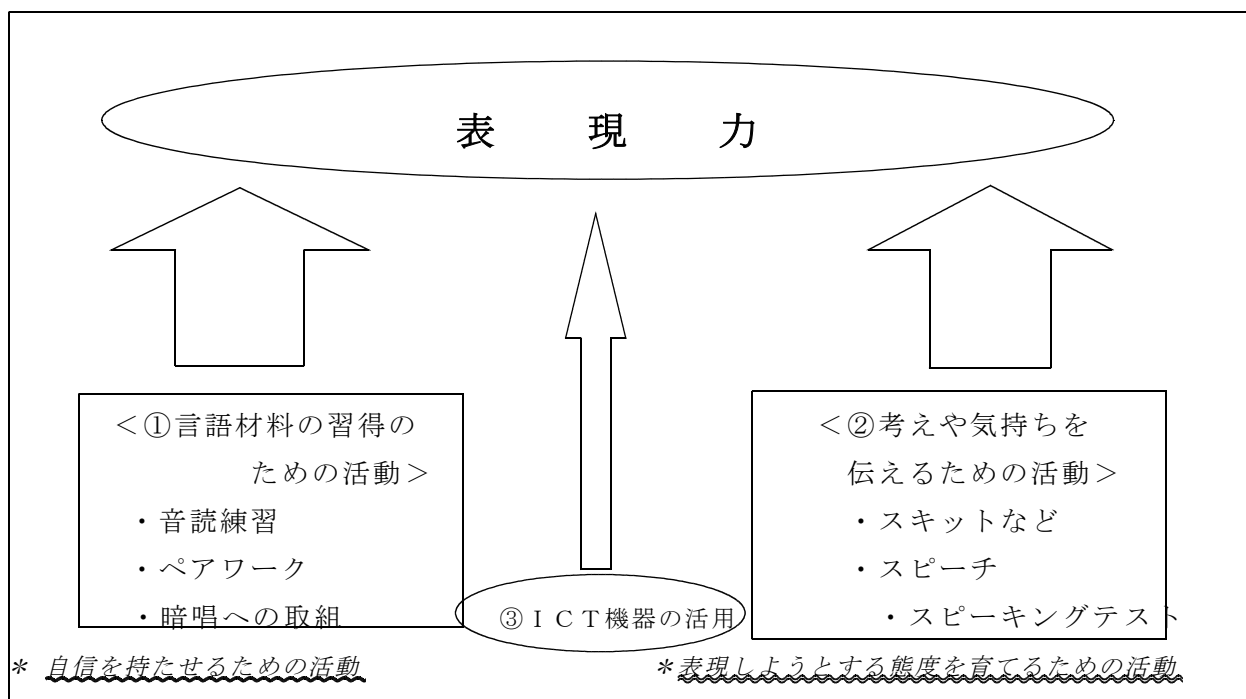 表　現　力
＜①言語材料の習得の
ための活動＞
・音読練習
・ペアワーク
・暗唱への取組
③ＩＣＴ機器の活用
＜②考えや気持ちを
伝えるための活動＞
・スキットなど
・スピーチ
・スピーキングテスト
* 自信を持たせるための活動
*表現しようとする態度を育てるための活動